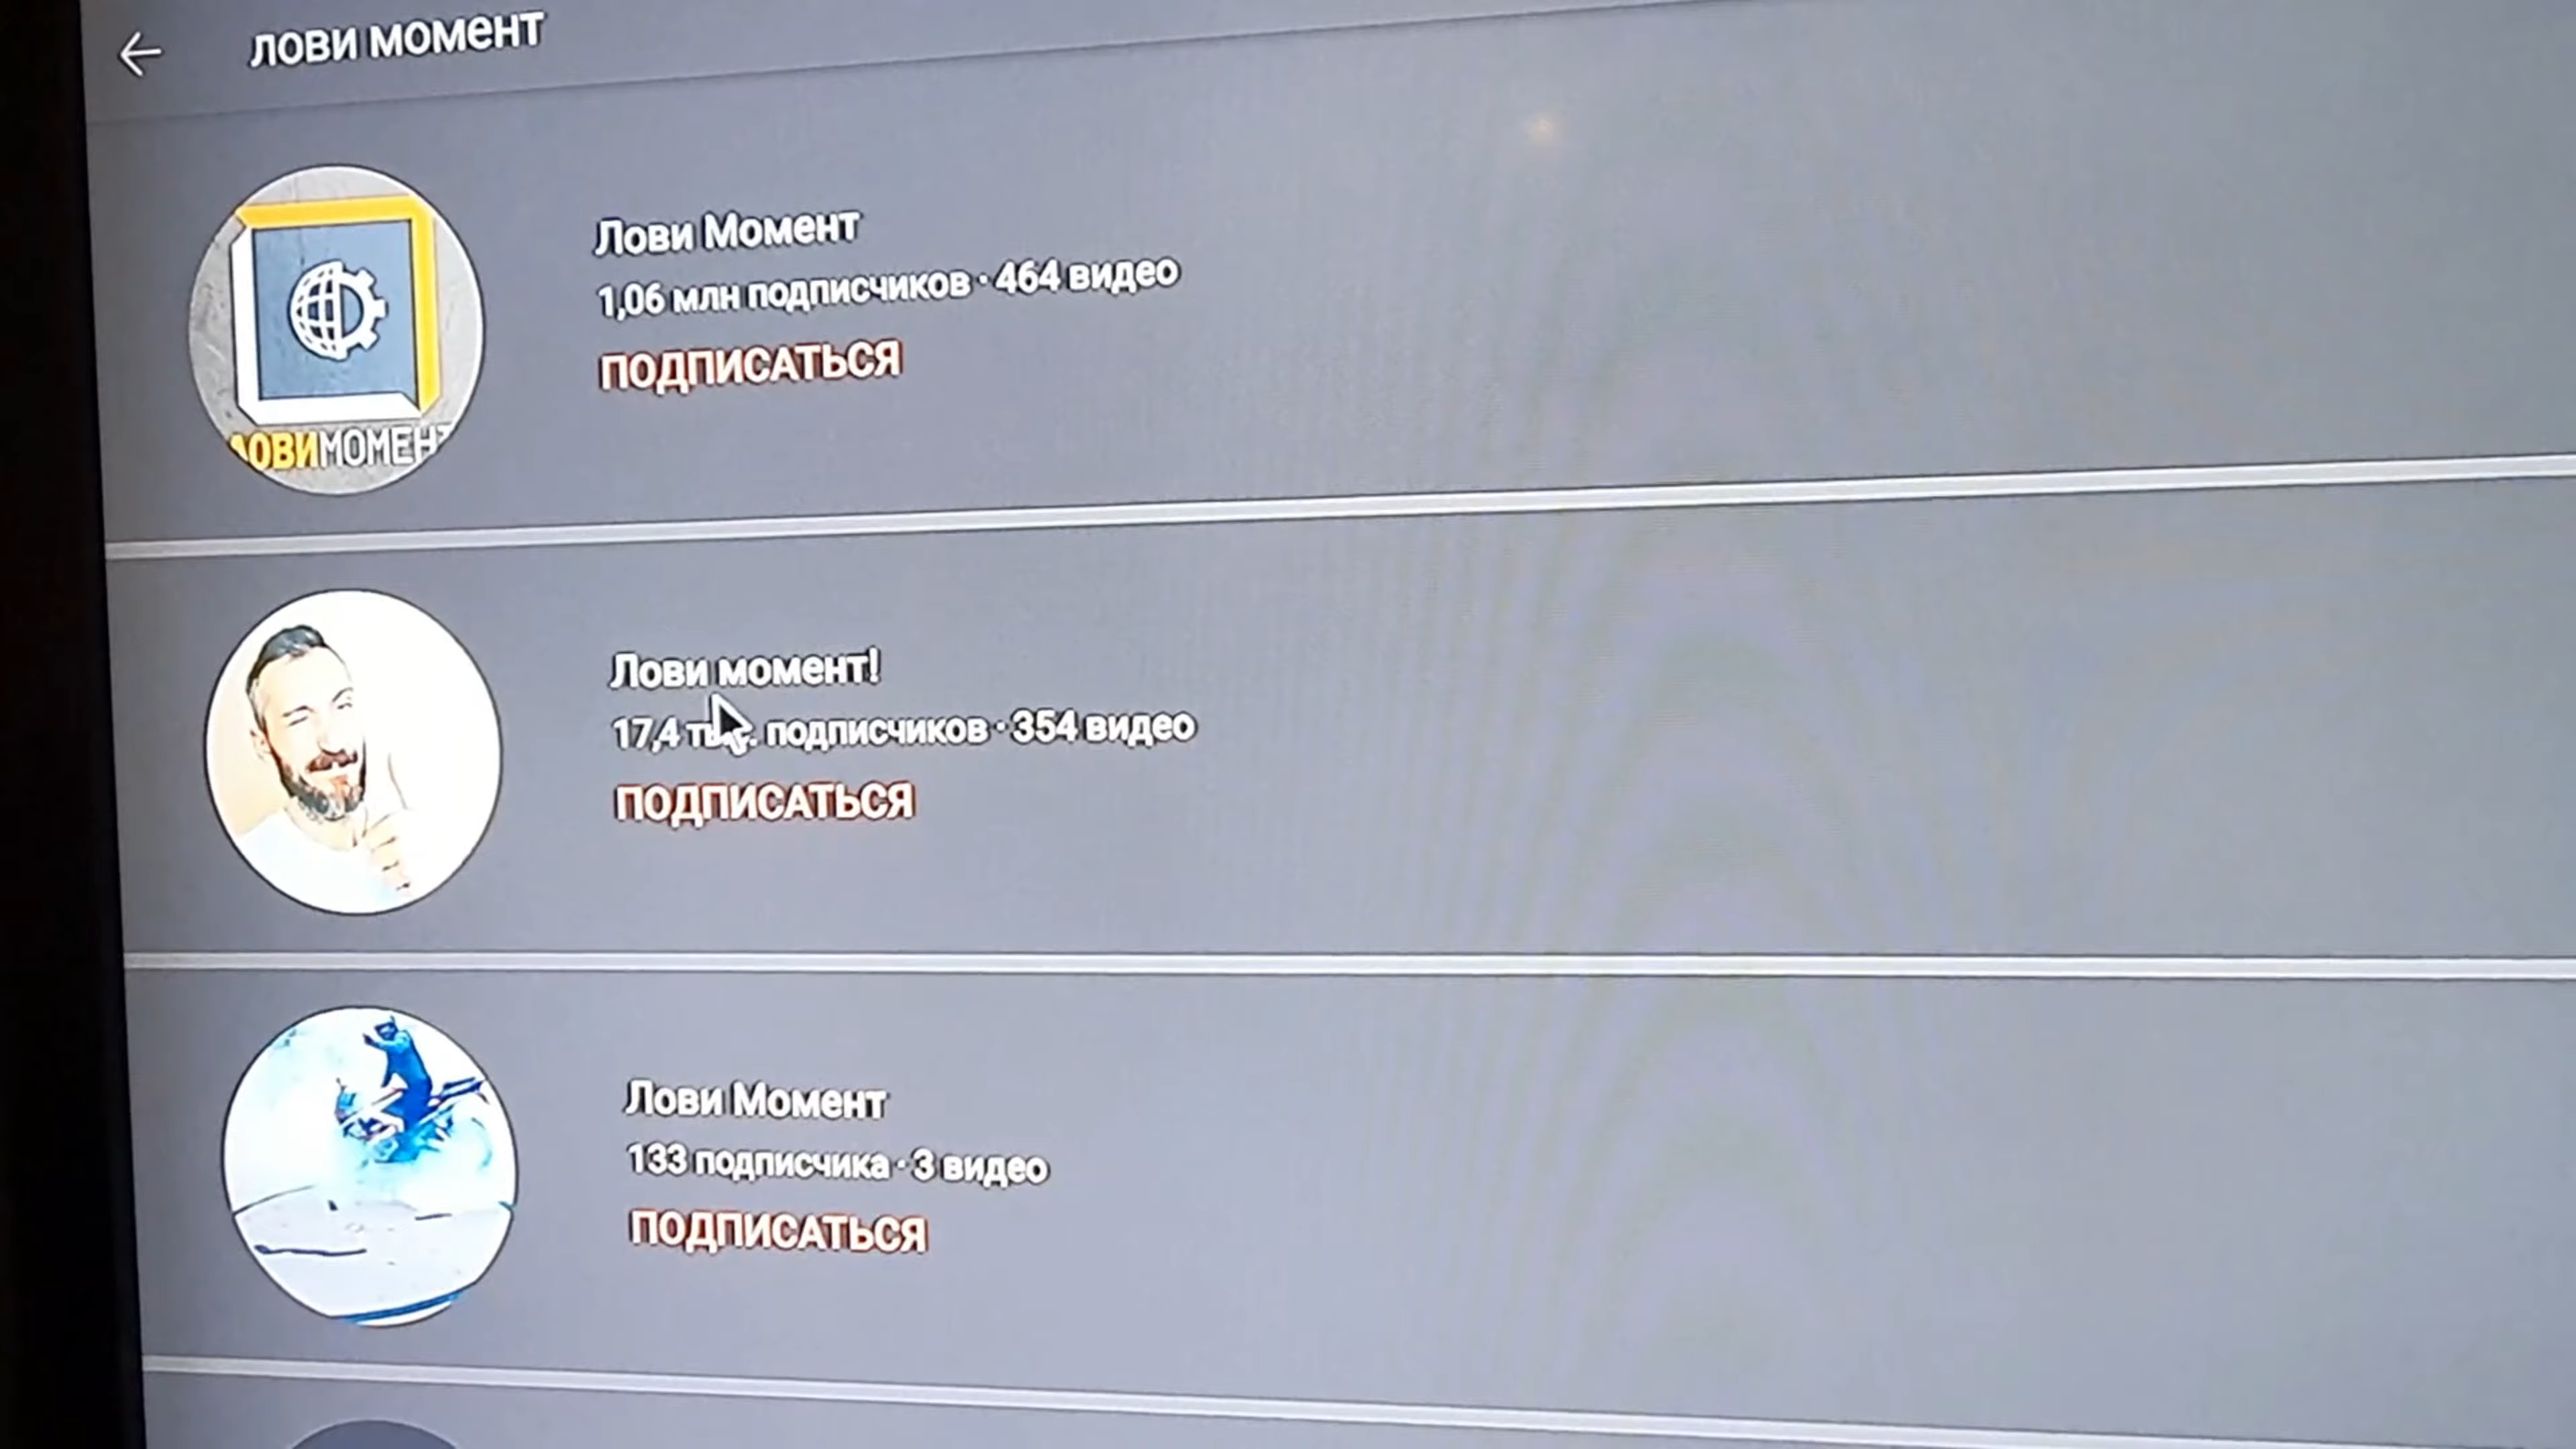 лови момент
Лови Момент
1,06 млн подписчиков · 464 видео
ПОДПИСАТЬСЯ
ЛОВИМОМЕНТ
Лови момент!
17,4 подписчиков · 354 видео
ПОДПИСАТЬСЯ
Лови Момент
133 подписчика · 3 видео
ПОДПИСАТЬСЯ